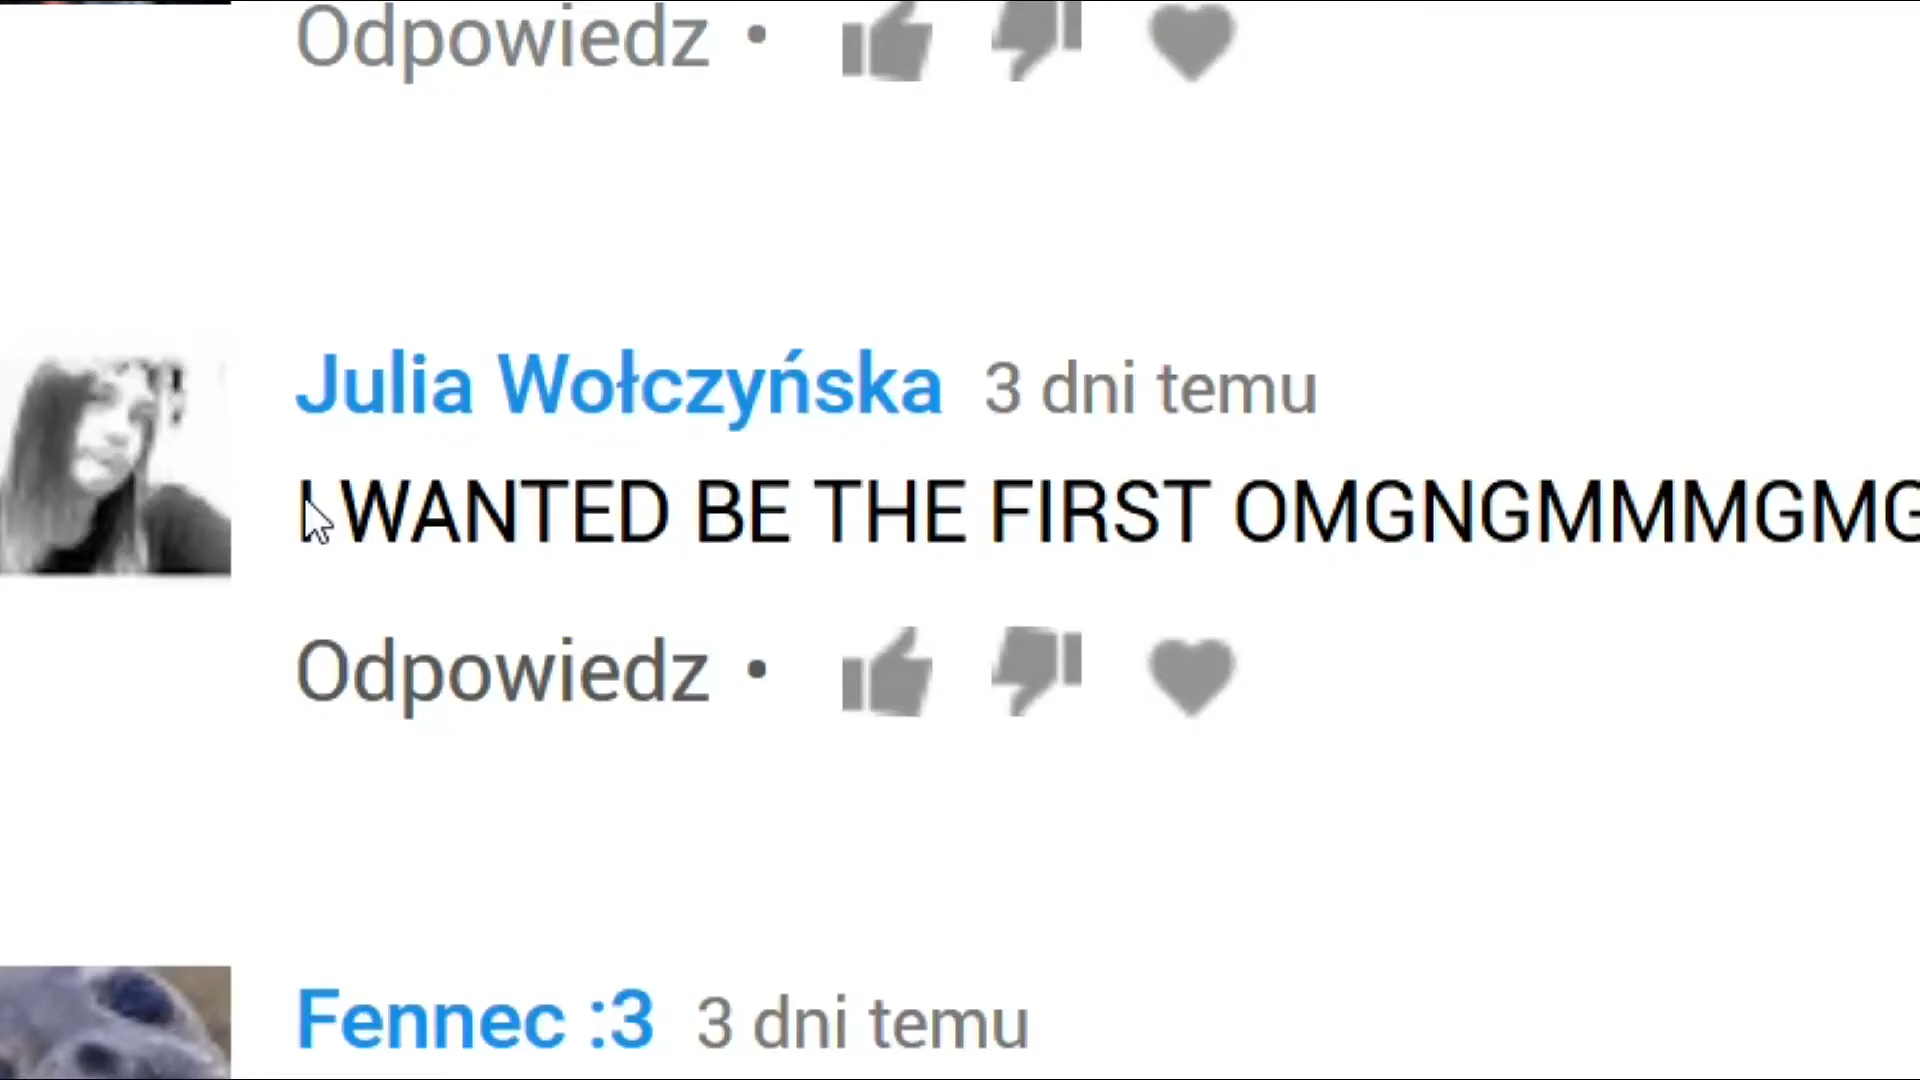 Odpowiedz •
Julia Wołczyńska 3 dni temu
I WANTED BE THE FIRST OMGNGMMMGMG
Odpowiedz •
Fennec :3 3 dni temu